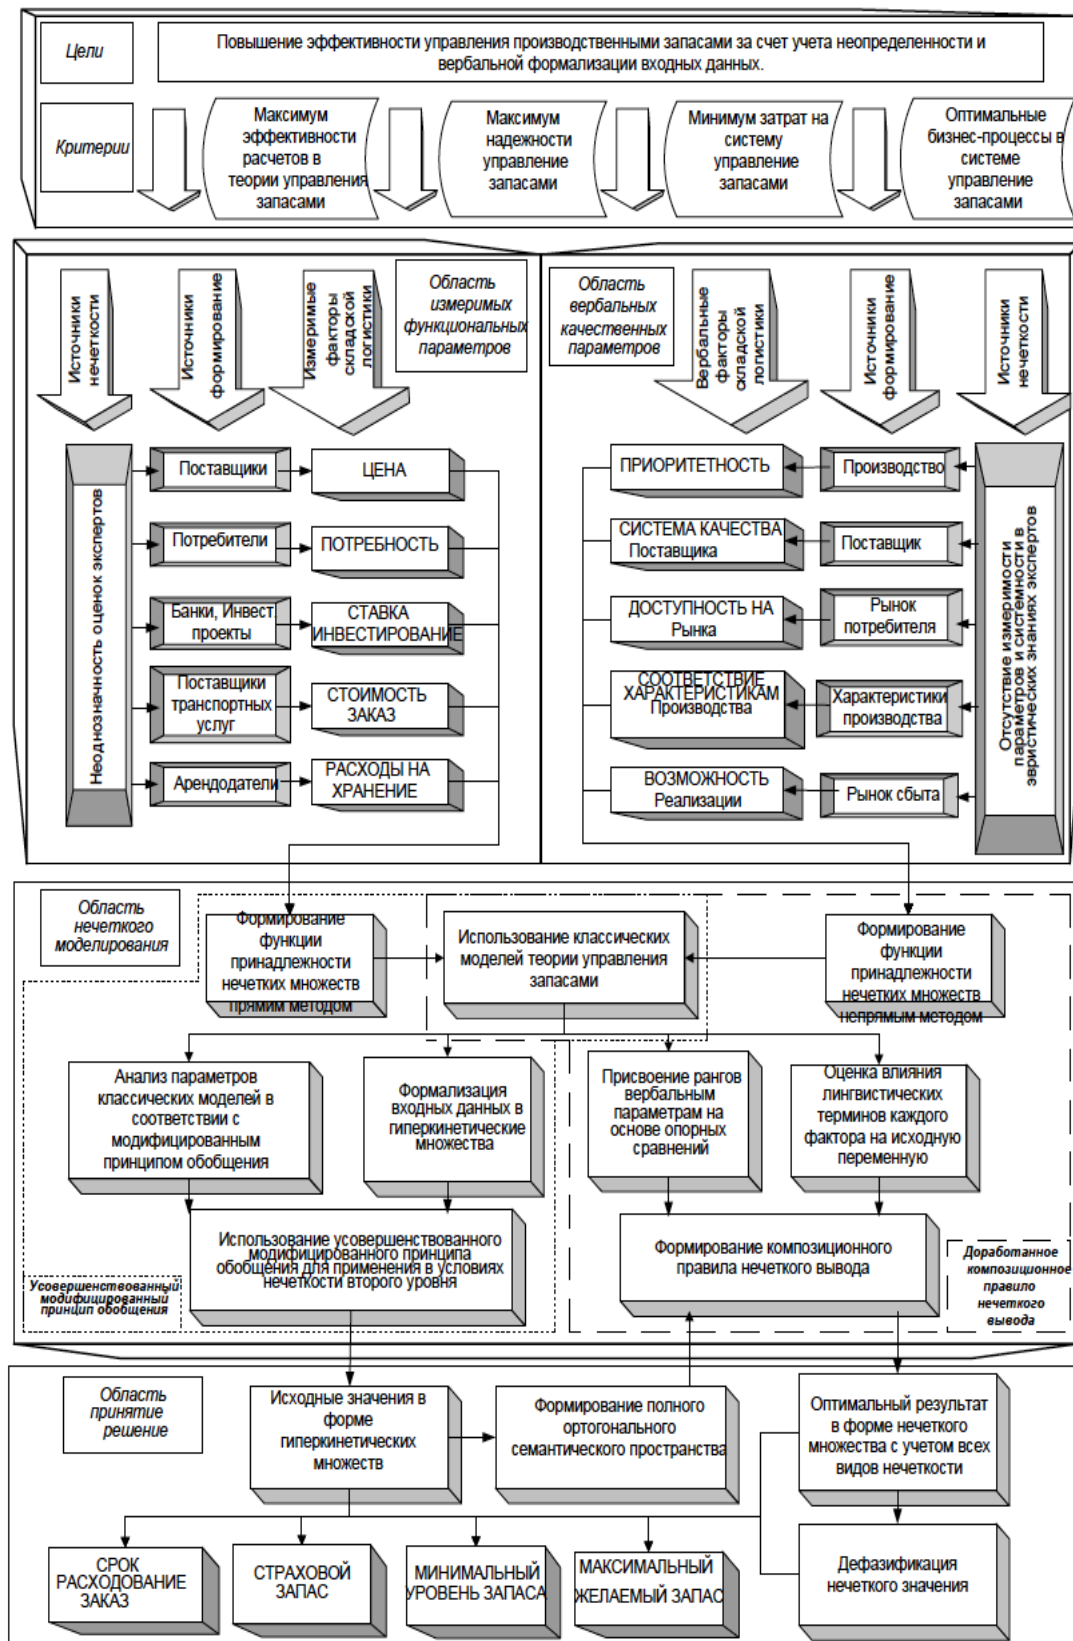 Цели
Повышение эффективности управления производственными запасами за счет учета неопределенности и
вербальной формализации входных данных.
Критерии
Максимум
эффективности
расчетов в
теории управления
запасами
Максимум
надежности
управление
запасами
Минимум затрат на
систему
управление
запасами
Оптимальные
бизнес-процессы в
системе
управление
запасами
Источники
нечеткости
Источники
формирование
Измеримые
факторы
складской
логистики
Область
измеримых
функциональных
параметров
Область
вербальных
качественных
параметров
Вербальные
факторы
складской
логистики
Источники
формирование
Источники
нечеткости
Неоднозначность оценок экспертов
Поставщики
ЦЕНА
Потребители
ПОТРЕБНОСТЬ
Банки, Инвест.
проекты
СТАВКА
ИНВЕСТИРОВАНИЕ
Поставщики
транспортных
услуг
СТОИМОСТЬ
ЗАКАЗ
Арендодатели
РАСХОДЫ НА
ХРАНЕНИЕ
ПРИОРИТЕТНОСТЬ
Производство
СИСТЕМА КАЧЕСТВА
Поставщика
Поставщик
ДОСТУПНОСТЬ НА
Рынка
Рынок
потребителя
СООТВЕТСТВИЕ
ХАРАКТЕРИСТИКАМ
Производства
Характеристики
производства
ВОЗМОЖНОСТЬ
Реализации
Рынок сбыта
Отсутствие измеримости
параметров и системности в
эвристических знаниях экспертов
Область
нечеткого
моделирования
Формирование
функции
принадлежности
нечетких множеств
прямим методом
Использование классических
моделей теории управления
запасами
Формирование
функции
принадлежности
нечетких множеств
непрямым методом
Анализ параметров
классических моделей в
соответствии с
модифицированным
принципом обобщения
Формализация
входных данных в
гиперкинетические
множества
Присвоение рангов
вербальным
параметрам на
основе опорных
сравнений
Оценка влияния
лингвистических
терминов каждого
фактора на исходную
переменную
Использование усовершенствованного
модифицированного принципа
обобщения для применения в условиях
нечеткости второго уровня
Формирование композиционного
правила нечеткого вывода
Усовершенствованный
модифицированный
принцип обобщения
Доработанное
композиционное
правило
нечеткого
вывода
Область
принятие
решение
Исходные значения в
форме
гиперкинетических
множеств
Формирование полного
ортогонального
семантического пространства
Оптимальный результат
в форме нечеткого
множества с учетом всех
видов нечеткости
СРОК
РАСХОДОВАНИЕ
ЗАКАЗ
СТРАХОВОЙ
ЗАПАС
МИНИМАЛЬНЫЙ
УРОВЕНЬ ЗАПАСА
МАКСИМАЛЬНЫЙ
ЖЕЛАЕМЫЙ ЗАПАС
Дефазификация
нечеткого значения